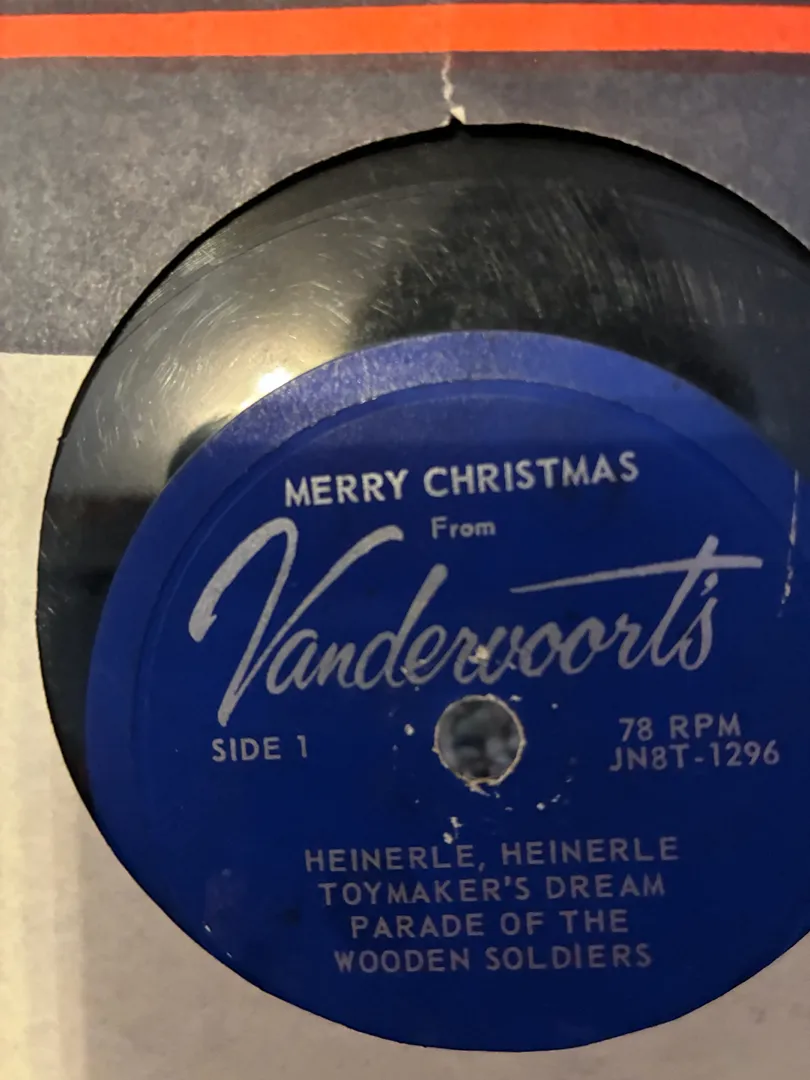 MERRY CHRISTMAS
From
Vandervoort's
SIDE 1
78 RPM
JN8T-1296
HEINERLE, HEINERLE
TOYMAKER'S DREAM
PARADE OF THE
WOODEN SOLDIERS